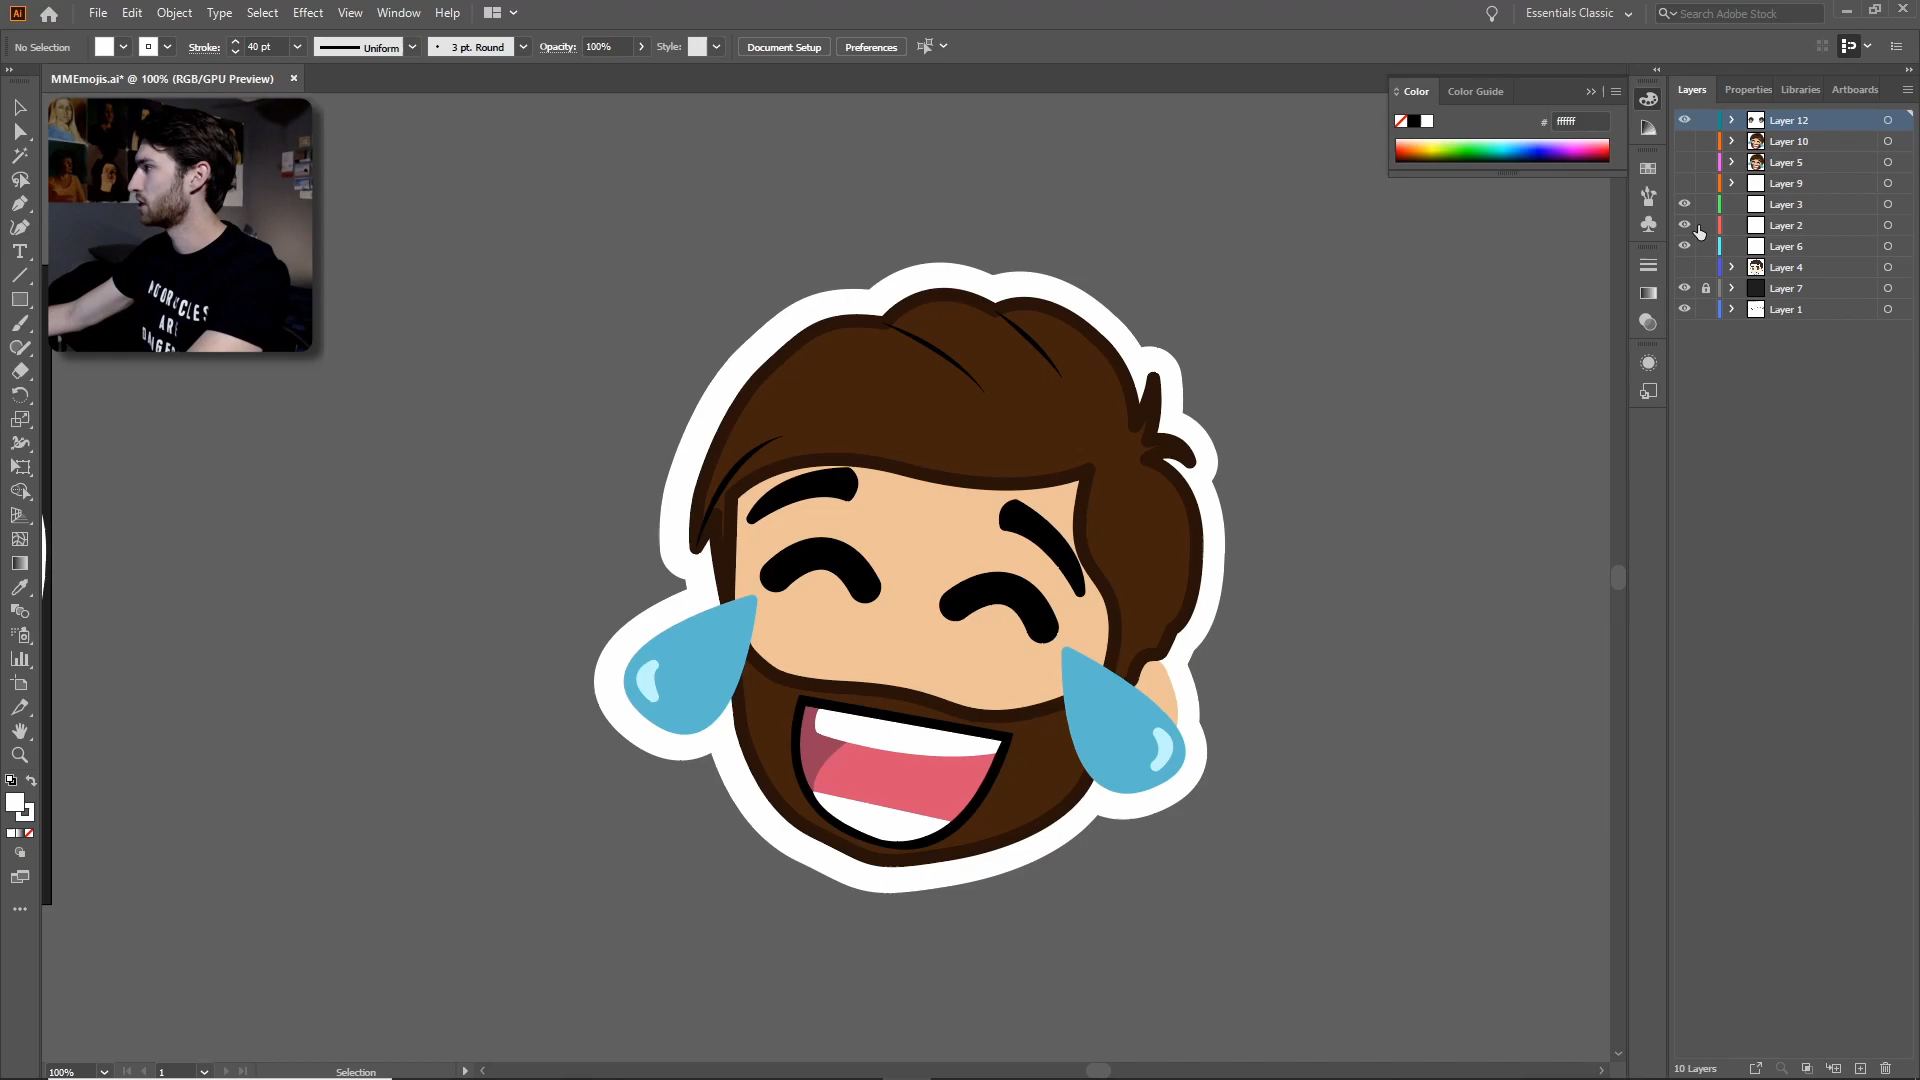 Ai File Edit Object Type Select Effect View Window Help Essentials Classic Search Adobe Stock
No Selection Stroke: 40 pt Uniform 3 pt. Round Opacity: 100% Style: Document Setup Preferences
MMEmojis.ai* @ 100% (RGB/GPU Preview)
Color Color Guide
# ffffff
Layers Properties Libraries Artboards
Layer 12
Layer 10
Layer 5
Layer 9
Layer 3
Layer 2
Layer 6
Layer 4
Layer 7
Layer 1
ARE
100% 1 Selection 10 Layers